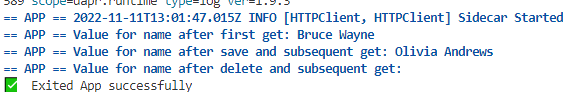 589 scope=dapr.runtime type=log ver=1.9.3
== APP == 2022-11-11T13:01:47.015Z INFO [HTTPClient, HTTPClient] Sidecar Started
== APP == Value for name after first get: Bruce Wayne
== APP == Value for name after save and subsequent get: Olivia Andrews
== APP == Value for name after delete and subsequent get:
✅ Exited App successfully